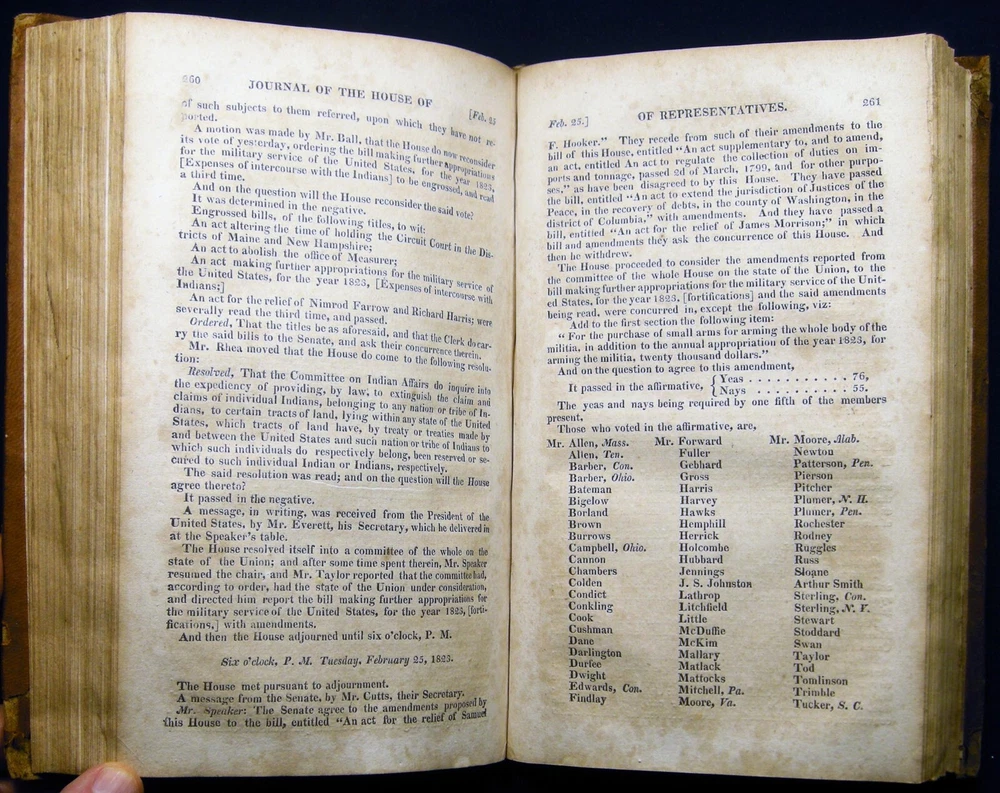 260
JOURNAL OF THE HOUSE OF
[Feb. 25
of such subjects to them referred, upon which they have not re-
ported.
A motion was made by Mr. Ball, that the House do now reconsider
its vote of yesterday, ordering the bill making further appropriations
for the military service of the United States, for the year 1823,
[Expenses of intercourse with the Indians] to be engrossed, and read
a third time.
And on the question will the House reconsider the said vote?
It was determined in the negative.
Engrossed bills, of the following titles, to wit:
An act altering the time of holding the Circuit Court in the Dis-
tricts of Maine and New Hampshire;
An act to abolish the office of Measurer;
An act making further appropriations for the military service of
the United States, for the year 1823, [Expenses of intercourse with
Indians;]
An act for the relief of Nimrod Farrow and Richard Harris; were
severally read the third time, and passed.
Ordered, That the titles be as aforesaid, and that the Clerk do car-
ry the said bills to the Senate, and ask their concurrence therein.
Mr. Rhea moved that the House do come to the following resolu-
tion:
Resolved, That the Committee on Indian Affairs do inquire into
the expediency of providing, by law, to extinguish the claim and
claims of individual Indians, belonging to any nation or tribe of In-
dians, to certain tracts of land, lying within any state of the United
States, which tracts of land have, by treaty or treaties made by
and between the United States and such nation or tribe of Indians to
which such individuals do respectively belong, been reserved or se-
cured to such individual Indian or Indians, respectively.
The said resolution was read; and on the question will the House
agree thereto?
It passed in the negative.
A message, in writing, was received from the President of the
United States, by Mr. Everett, his Secretary, which he delivered in
at the Speaker's table.
The House resolved itself into a committee of the whole on the
state of the Union; and after some time spent therein, Mr. Speaker
resumed the chair, and Mr. Taylor reported that the committee had,
according to order, had the state of the Union under consideration,
and directed him report the bill making further appropriations for
the military service of the United States, for the year 1823, [forti-
fications,] with amendments.
And then the House adjourned until six o'clock, P. M.
Six o'clock, P. M. Tuesday, February 25, 1823.
The House met pursuant to adjournment.
A message from the Senate, by Mr. Cutts, their Secretary.
Mr. Speaker: The Senate agree to the amendments proposed by
this House to the bill, entitled "An act for the relief of Samuel
Feb. 25.]
OF REPRESENTATIVES.
261
F. Hooker." They recede from such of their amendments to the
bill of this House, entitled "An act supplementary to, and to amend,
an act, entitled An act to regulate the collection of duties on im-
ports and tonnage, passed 2d of March, 1799, and for other purpo-
ses," as have been disagreed to by this House. They have passed
the bill, entitled "An act to extend the jurisdiction of Justices of the
Peace, in the recovery of debts, in the county of Washington, in the
district of Columbia," with amendments. And they have passed a
bill, entitled "An act for the relief of James Morrison;" in which
bill and amendments they ask the concurrence of this House. And
then he withdrew.
The House proceeded to consider the amendments reported from
the committee of the whole House on the state of the Union, to the
bill making further appropriations for the military service of the Unit-
ed States, for the year 1823, [fortifications] and the said amendments
being read, were concurred in, except the following, viz:
Add to the first section the following item:
"For the purchase of small arms for arming the whole body of the
militia, in addition to the annual appropriation of the year 1823, for
arming the militia, twenty thousand dollars."
And on the question to agree to this amendment,
It passed in the affirmative, { Yeas . . . . . . . . . . . 76,
{ Nays . . . . . . . . . . . 55.
The yeas and nays being required by one fifth of the members
present,
Those who voted in the affirmative, are,
Mr. Allen, Mass. Mr. Forward Mr. Moore, Alab.
Allen, Ten. Fuller Newton
Barber, Con. Gebhard Patterson, Pen.
Barber, Ohio. Gross Pierson
Bateman Harris Pitcher
Bigelow Harvey Plumer, N. H.
Borland Hawks Plumer, Pen.
Brown Hemphill Rochester
Burrows Herrick Rodney
Campbell, Ohio. Holcombe Ruggles
Cannon Hubbard Russ
Chambers Jennings Sloane
Colden J. S. Johnston Arthur Smith
Condict Lathrop Sterling, Con.
Conkling Litchfield Sterling, N. Y.
Cook Little Stewart
Cushman McDuffie Stoddard
Dane McKim Swan
Darlington Mallary Taylor
Durfee Matlack Tod
Dwight Mattocks Tomlinson
Edwards, Con. Mitchell, Pa. Trimble
Findlay Moore, Va. Tucker, S. C.